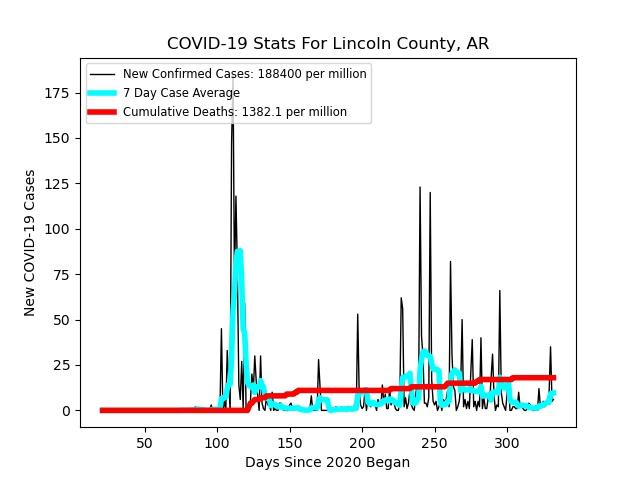 COVID-19 Stats For Lincoln County, AR
New Confirmed Cases: 188400 per million
7 Day Case Average
Cumulative Deaths: 1382.1 per million
New COVID-19 Cases
175
150
125
100
75
50
25
0
50 100 150 200 250 300
Days Since 2020 Began